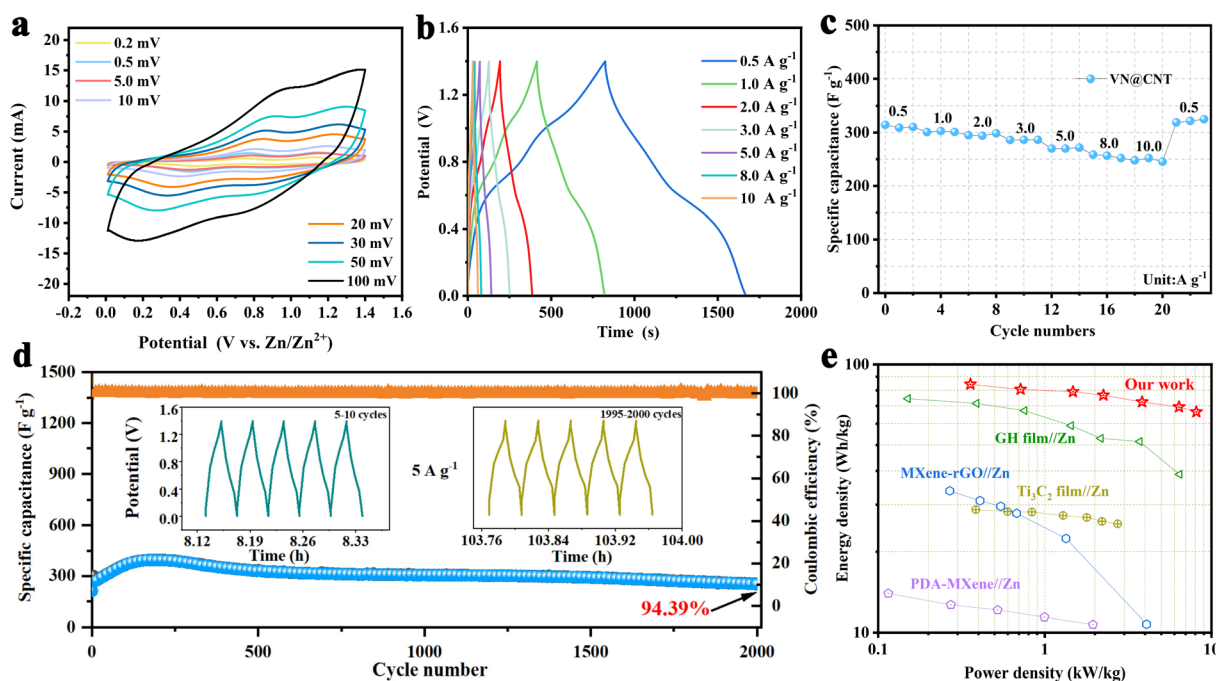 a
25
20
15
10
5
0
-5
-10
-15
-20
Current (mA)
0.2 mV
0.5 mV
5.0 mV
10 mV
20 mV
30 mV
50 mV
100 mV
-0.2 0.0 0.2 0.4 0.6 0.8 1.0 1.2 1.4 1.6
Potential (V vs. Zn/Zn²⁺)
b
1.6
1.2
0.8
0.4
0.0
Potential (V)
0.5 A g⁻¹
1.0 A g⁻¹
2.0 A g⁻¹
3.0 A g⁻¹
5.0 A g⁻¹
8.0 A g⁻¹
10 A g⁻¹
0 500 1000 1500 2000
Time (s)
c
500
400
300
200
100
0
Specific capacitance (F g⁻¹)
VN@CNT
0.5 1.0 2.0 3.0 5.0 8.0 10.0 0.5
Unit:A g⁻¹
0 4 8 12 16 20
Cycle numbers
d
1500
1350
1200
1050
900
750
600
450
300
150
0
Specific capacitance (F g⁻¹)
5-10 cycles
1.6
1.2
0.8
0.4
0.0
Potential (V)
8.12 8.19 8.26 8.33
Time (h)
5 A g⁻¹
1995-2000 cycles
103.76 103.84 103.92 104.00
Time (h)
94.39%
100
80
60
40
20
10
0
Coulombic efficiency (%)
0 500 1000 1500 2000
Cycle number
e
100
10
Energy density (Wh/kg)
Our work
GH film//Zn
MXene-rGO//Zn
Ti₃C₂ film//Zn
PDA-MXene//Zn
0.1 1 10
Power density (kW/kg)